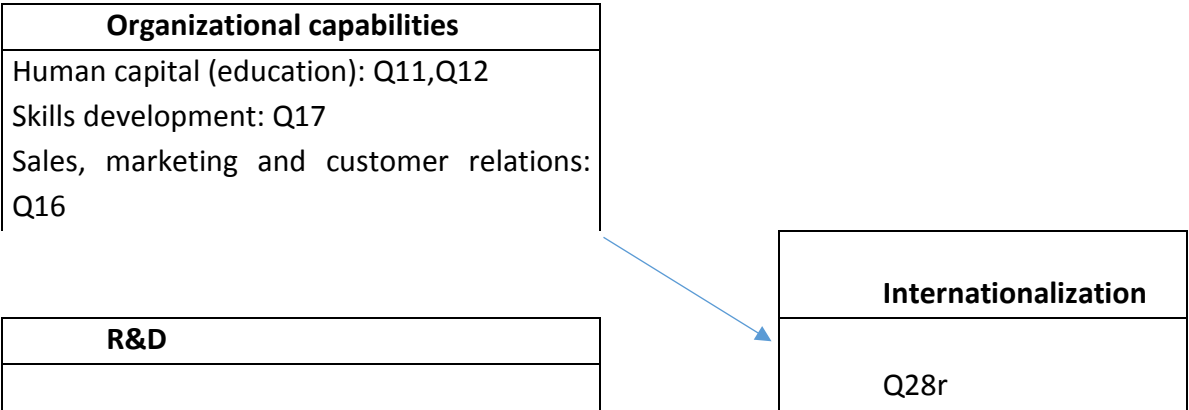 Organizational capabilities
Human capital (education): Q11,Q12
Skills development: Q17
Sales, marketing and customer relations:
Q16
Internationalization
R&D
Q28r